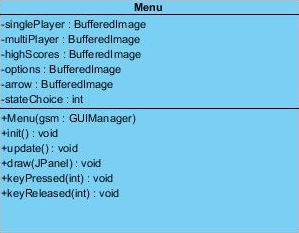 Menu
-singlePlayer : BufferedImage
-multiPlayer : BufferedImage
-highScores : BufferedImage
-options : BufferedImage
-arrow : BufferedImage
-stateChoice : int
+Menu(gsm : GUIManager)
+init() : void
+update() : void
+draw(JPanel) : void
+keyPressed(int) : void
+keyReleased(int) : void